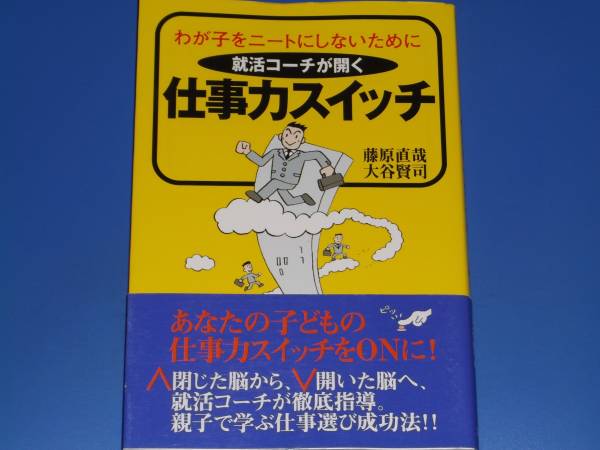 わが子をニートにしないために
就活コーチが開く
仕事力スイッチ
藤原直哉
大谷賢司
あなたの子どもの
仕事力スイッチをONに!
閉じた脳から、開いた脳へ、
就活コーチが徹底指導。
親子で学ぶ仕事選び成功法!!